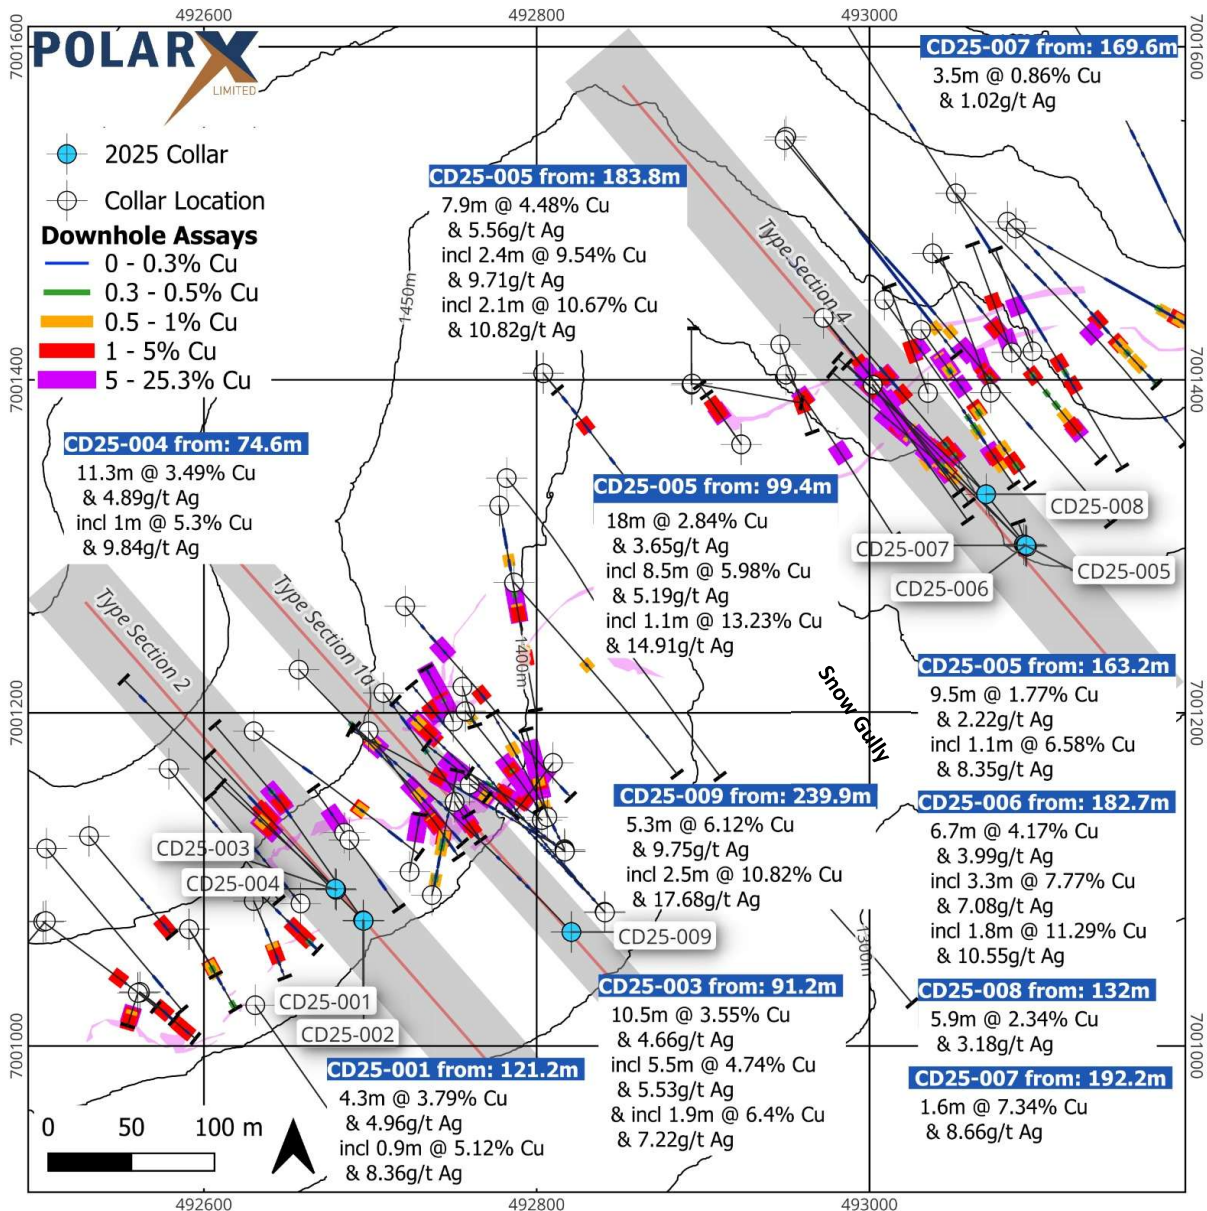 492600
492800
493000
7001600
7001600
POLARX
LIMITED
2025 Collar
Collar Location
Downhole Assays
0 - 0.3% Cu
0.3 - 0.5% Cu
0.5 - 1% Cu
1 - 5% Cu
5 - 25.3% Cu
CD25-007 from: 169.6m
3.5m @ 0.86% Cu
& 1.02g/t Ag
CD25-005 from: 183.8m
7.9m @ 4.48% Cu
& 5.56g/t Ag
incl 2.4m @ 9.54% Cu
& 9.71g/t Ag
incl 2.1m @ 10.67% Cu
& 10.82g/t Ag
Type Section 4
1450m
7001400
7001400
CD25-004 from: 74.6m
11.3m @ 3.49% Cu
& 4.89g/t Ag
incl 1m @ 5.3% Cu
& 9.84g/t Ag
CD25-005 from: 99.4m
18m @ 2.84% Cu
& 3.65g/t Ag
incl 8.5m @ 5.98% Cu
& 5.19g/t Ag
incl 1.1m @ 13.23% Cu
& 14.91g/t Ag
CD25-008
CD25-007
CD25-005
CD25-006
Type Section 2
Type Section 1a
1400m
Snow Gully
7001200
7001200
CD25-005 from: 163.2m
9.5m @ 1.77% Cu
& 2.22g/t Ag
incl 1.1m @ 6.58% Cu
& 8.35g/t Ag
CD25-009 from: 239.9m
5.3m @ 6.12% Cu
& 9.75g/t Ag
incl 2.5m @ 10.82% Cu
& 17.68g/t Ag
CD25-006 from: 182.7m
6.7m @ 4.17% Cu
& 3.99g/t Ag
incl 3.3m @ 7.77% Cu
& 7.08g/t Ag
incl 1.8m @ 11.29% Cu
& 10.55g/t Ag
CD25-003
CD25-004
CD25-009
1300m
CD25-001
CD25-002
CD25-003 from: 91.2m
10.5m @ 3.55% Cu
& 4.66g/t Ag
incl 5.5m @ 4.74% Cu
& 5.53g/t Ag
& incl 1.9m @ 6.4% Cu
& 7.22g/t Ag
CD25-008 from: 132m
5.9m @ 2.34% Cu
& 3.18g/t Ag
7001000
7001000
CD25-001 from: 121.2m
4.3m @ 3.79% Cu
& 4.96g/t Ag
incl 0.9m @ 5.12% Cu
& 8.36g/t Ag
CD25-007 from: 192.2m
1.6m @ 7.34% Cu
& 8.66g/t Ag
0 50 100 m
492600
492800
493000